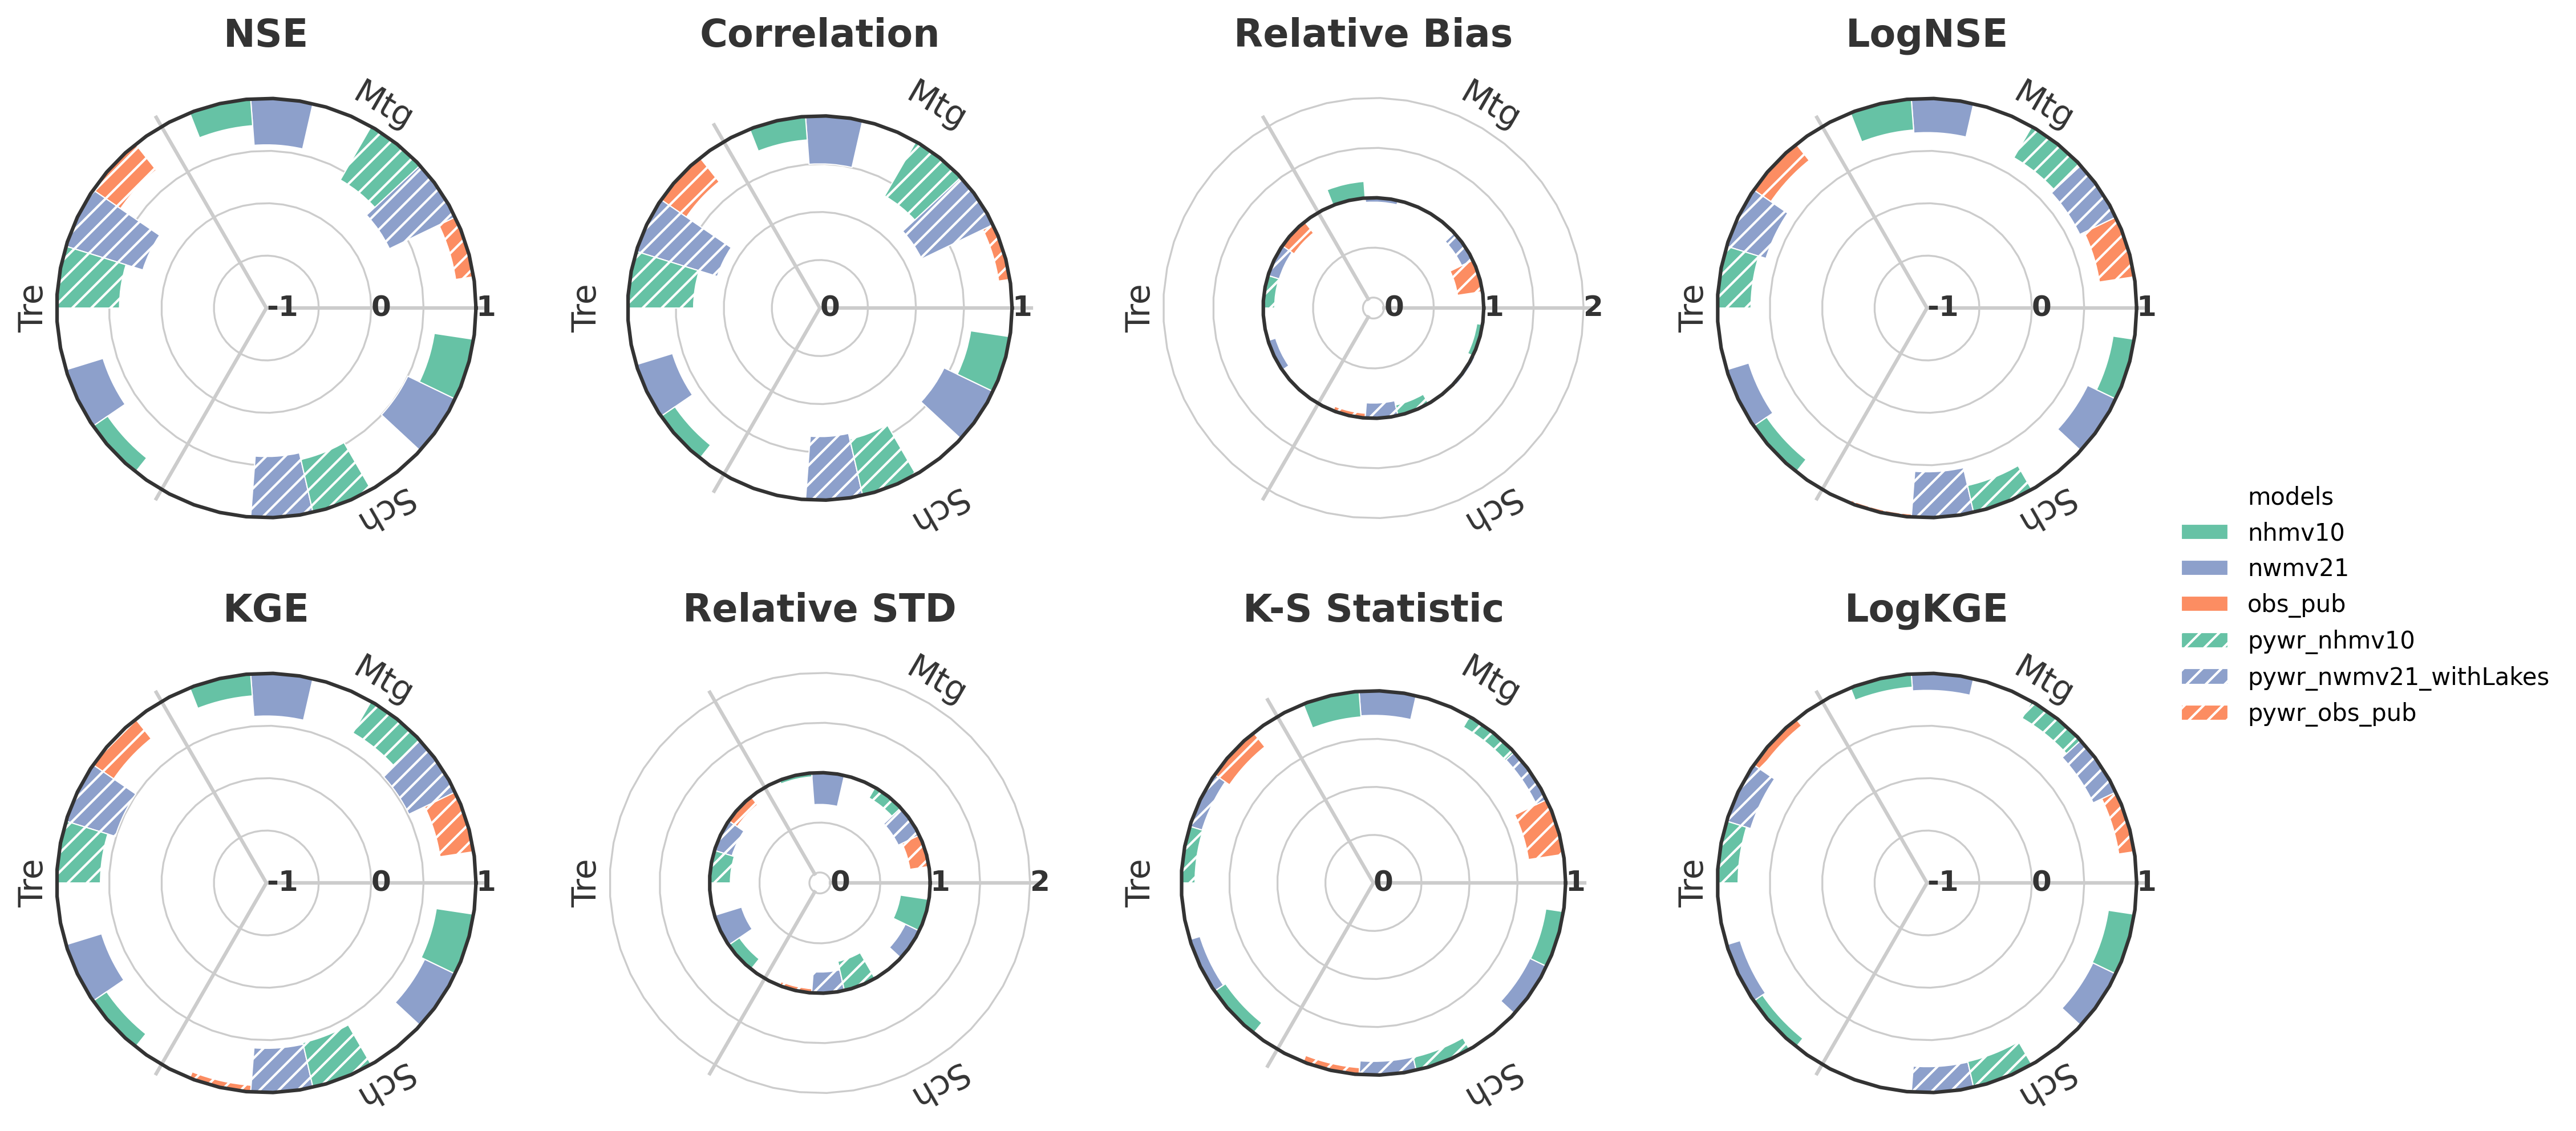 NSE
Correlation
Relative Bias
LogNSE
Mtg
Tre
Sch
-1
0
1
Mtg
Tre
Sch
0
1
Mtg
Tre
Sch
0
1
2
Mtg
Tre
Sch
-1
0
1
KGE
Relative STD
K-S Statistic
LogKGE
Mtg
Tre
Sch
-1
0
1
Mtg
Tre
Sch
0
1
2
Mtg
Tre
Sch
0
1
Mtg
Tre
Sch
-1
0
1
models
nhmv10
nwmv21
obs_pub
pywr_nhmv10
pywr_nwmv21_withLakes
pywr_obs_pub